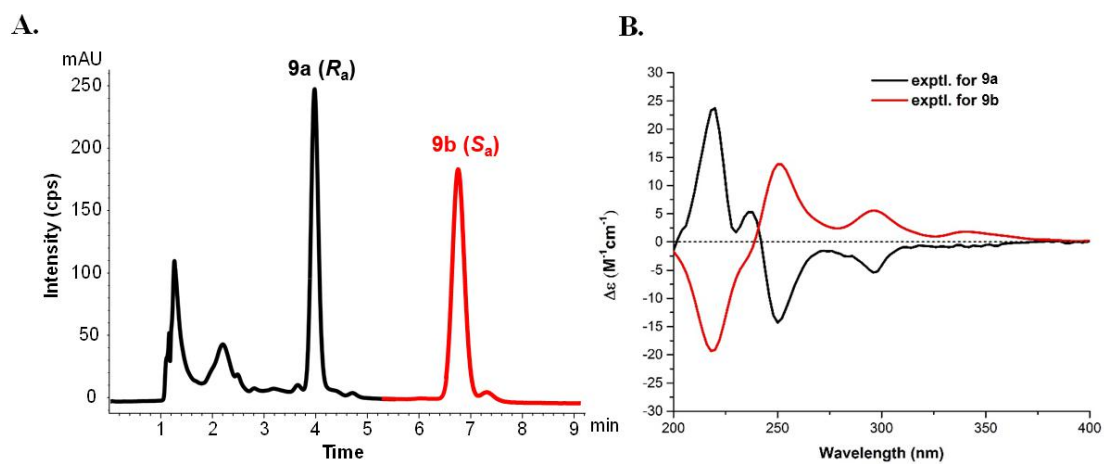 A.
mAU
250
200
150
100
50
0
Intensity (cps)
9a (Ra)
9b (Sa)
1 2 3 4 5 6 7 8 9 min
Time
B.
30
25
20
15
10
5
0
-5
-10
-15
-20
-25
-30
Δε (M⁻¹cm⁻¹)
exptl. for 9a
exptl. for 9b
200 250 300 350 400
Wavelength (nm)